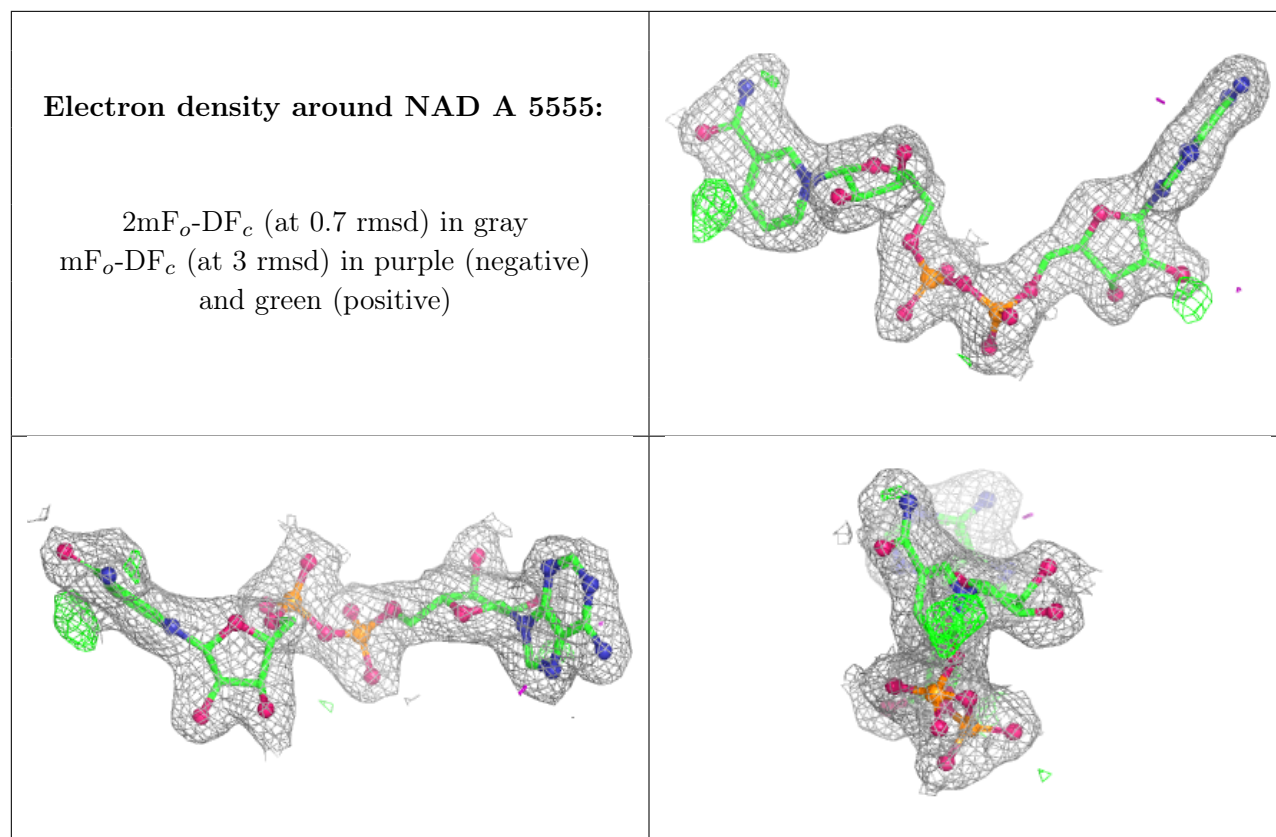 Electron density around NAD A 5555:
2mFo-DFc (at 0.7 rmsd) in gray
mFo-DFc (at 3 rmsd) in purple (negative)
and green (positive)